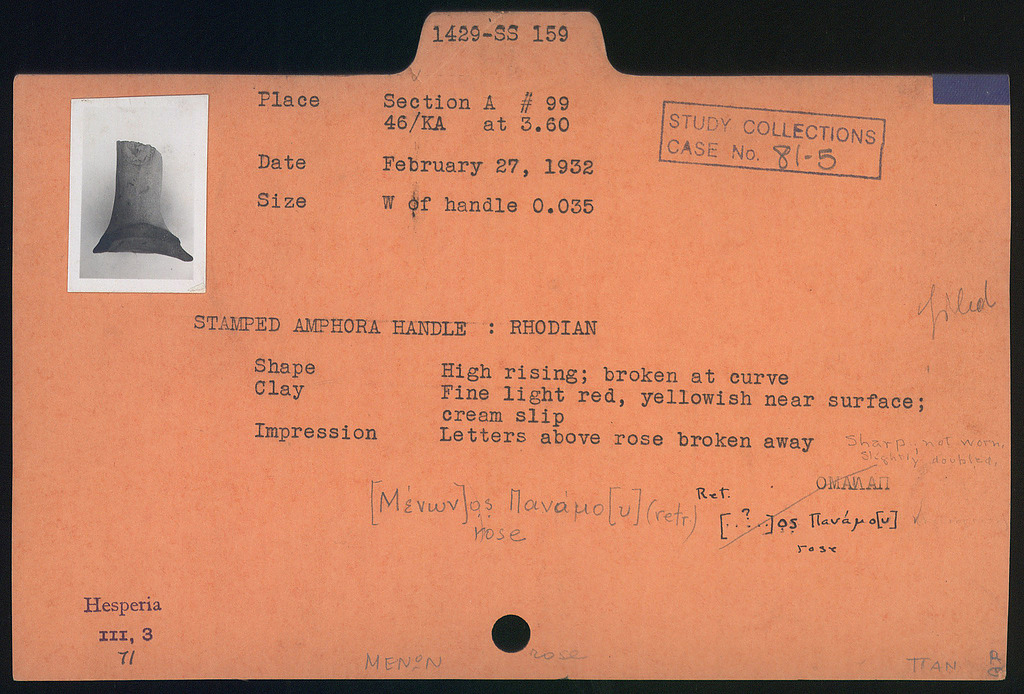 1429-SS 159
Place Section A # 99
46/KA at 3.60
STUDY COLLECTIONS
CASE No. 81-5
Date February 27, 1932
Size W of handle 0.035
filed
STAMPED AMPHORA HANDLE : RHODIAN
Shape High rising; broken at curve
Clay Fine light red, yellowish near surface;
cream slip
Impression Letters above rose broken away
Sharp, not worn.
Slightly doubled.
ΟΜΑΝΑΠ
[Μένων]ος Πανάμο[υ] (retr)
rose
Ret.
[..?..]ος Πανάμο[υ]
rose
Hesperia
III, 3
71
ΜΕΝΩΝ rose ΠΑΝ